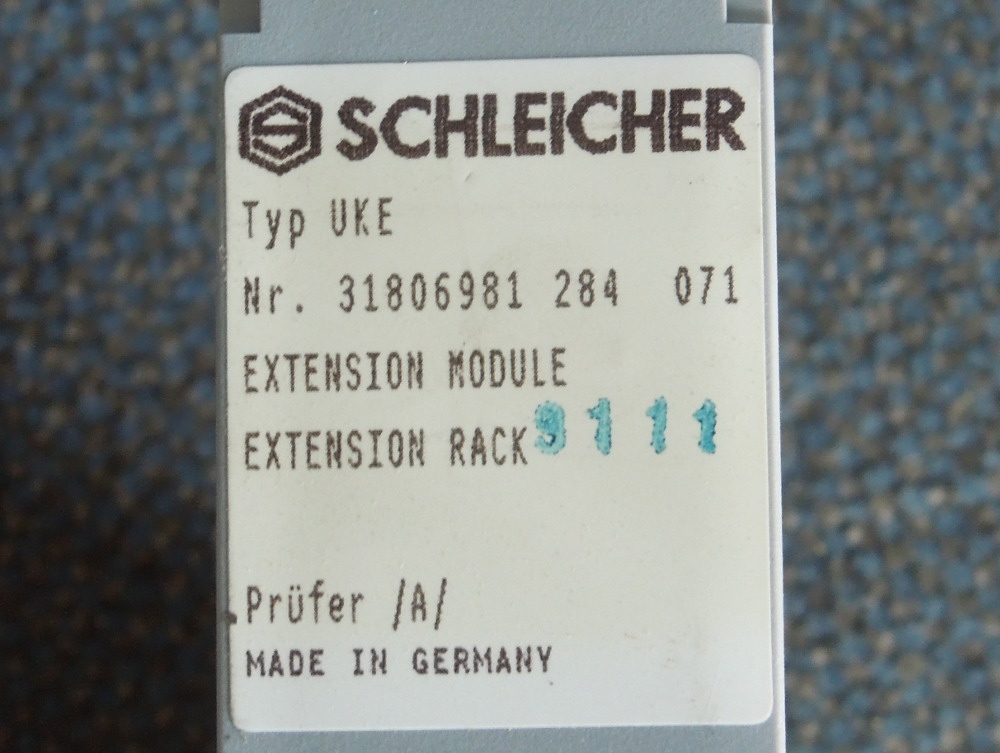 SCHLEICHER
Typ UKE
Nr. 31806981 284 071
EXTENSION MODULE
EXTENSION RACK 9111
Prüfer /A/
MADE IN GERMANY